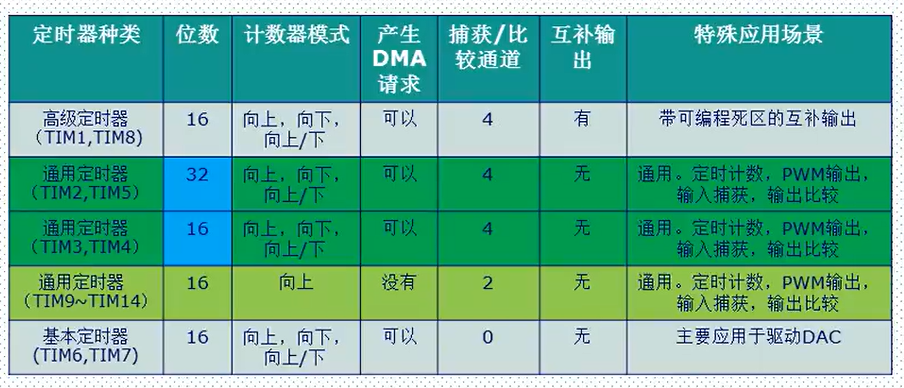 定时器种类 位数 计数器模式 产生DMA请求 捕获/比较通道 互补输出 特殊应用场景
高级定时器（TIM1,TIM8) 16 向上，向下，向上/下 可以 4 有 带可编程死区的互补输出
通用定时器（TIM2,TIM5） 32 向上，向下，向上/下 可以 4 无 通用。定时计数，PWM输出，输入捕获，输出比较
通用定时器（TIM3,TIM4） 16 向上，向下，向上/下 可以 4 无 通用。定时计数，PWM输出，输入捕获，输出比较
通用定时器（TIM9~TIM14） 16 向上 没有 2 无 通用。定时计数，PWM输出，输入捕获，输出比较
基本定时器(TIM6,TIM7) 16 向上，向下，向上/下 可以 0 无 主要应用于驱动DAC